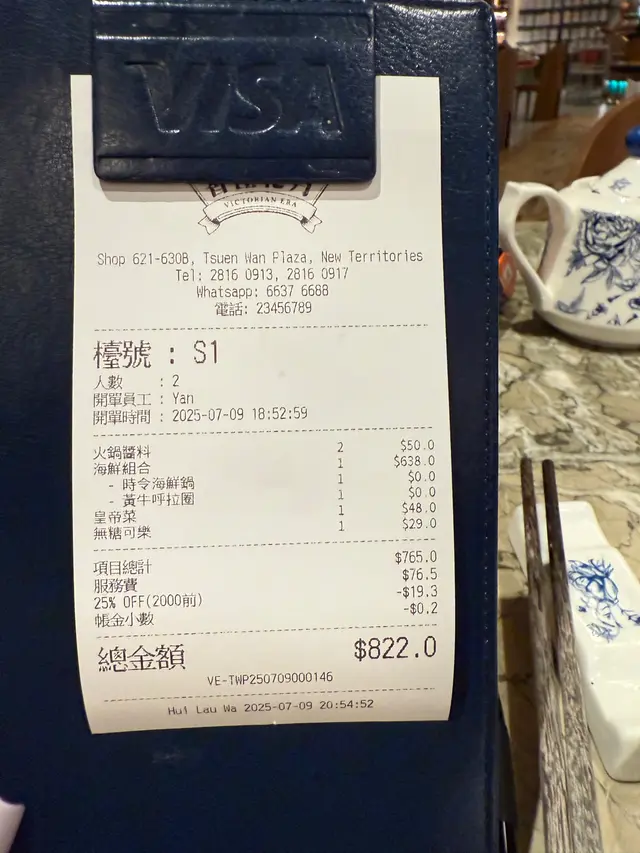 VISA
VICTORIAN ERA
Shop 621-630B, Tsuen Wan Plaza, New Territories
Tel: 2816 0913, 2816 0917
Whatsapp: 6637 6688
電話: 23456789
檯號 : S1
人數 : 2
開單員工 : Yan
開單時間 : 2025-07-09 18:52:59
火鍋醬料 2 $50.0
海鮮組合 1 $638.0
- 時令海鮮鍋 1 $0.0
- 黃牛呼拉圈 1 $0.0
皇帝菜 1 $48.0
無糖可樂 1 $29.0
項目總計 $765.0
服務費 $76.5
25% OFF(2000前) -$19.3
帳金小數 -$0.2
總金額 $822.0
VE-TWP250709000146
Hui Lau Wa 2025-07-09 20:54:52